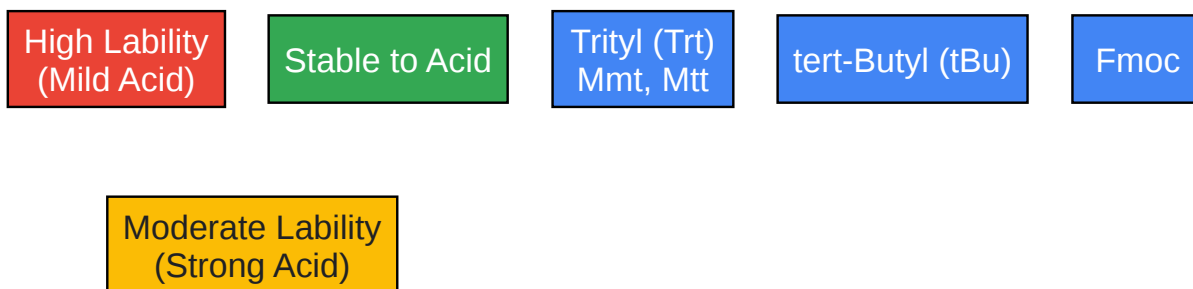 High Lability
(Mild Acid)
Stable to Acid
Trityl (Trt)
Mmt, Mtt
tert-Butyl (tBu)
Fmoc
Moderate Lability
(Strong Acid)